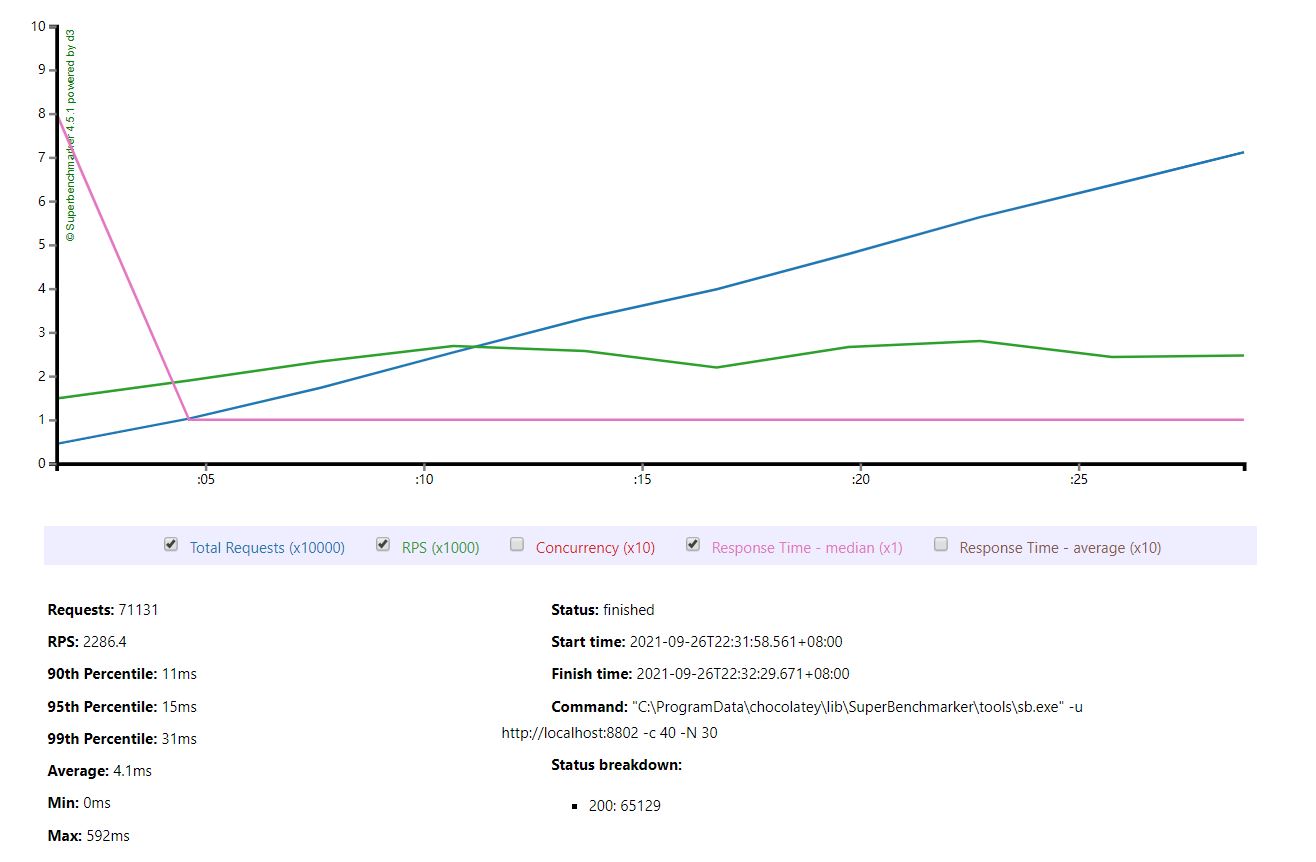 10
9
8
7
6
5
4
3
2
1
0
© Superbenchmarker 4.5.1 powered by d3
:05 :10 :15 :20 :25
Total Requests (x10000) RPS (x1000) Concurrency (x10) Response Time - median (x1) Response Time - average (x10)
Requests: 71131
RPS: 2286.4
90th Percentile: 11ms
95th Percentile: 15ms
99th Percentile: 31ms
Average: 4.1ms
Min: 0ms
Max: 592ms
Status: finished
Start time: 2021-09-26T22:31:58.561+08:00
Finish time: 2021-09-26T22:32:29.671+08:00
Command: "C:\ProgramData\chocolatey\lib\SuperBenchmarker\tools\sb.exe" -u
http://localhost:8802 -c 40 -N 30
Status breakdown:
200: 65129